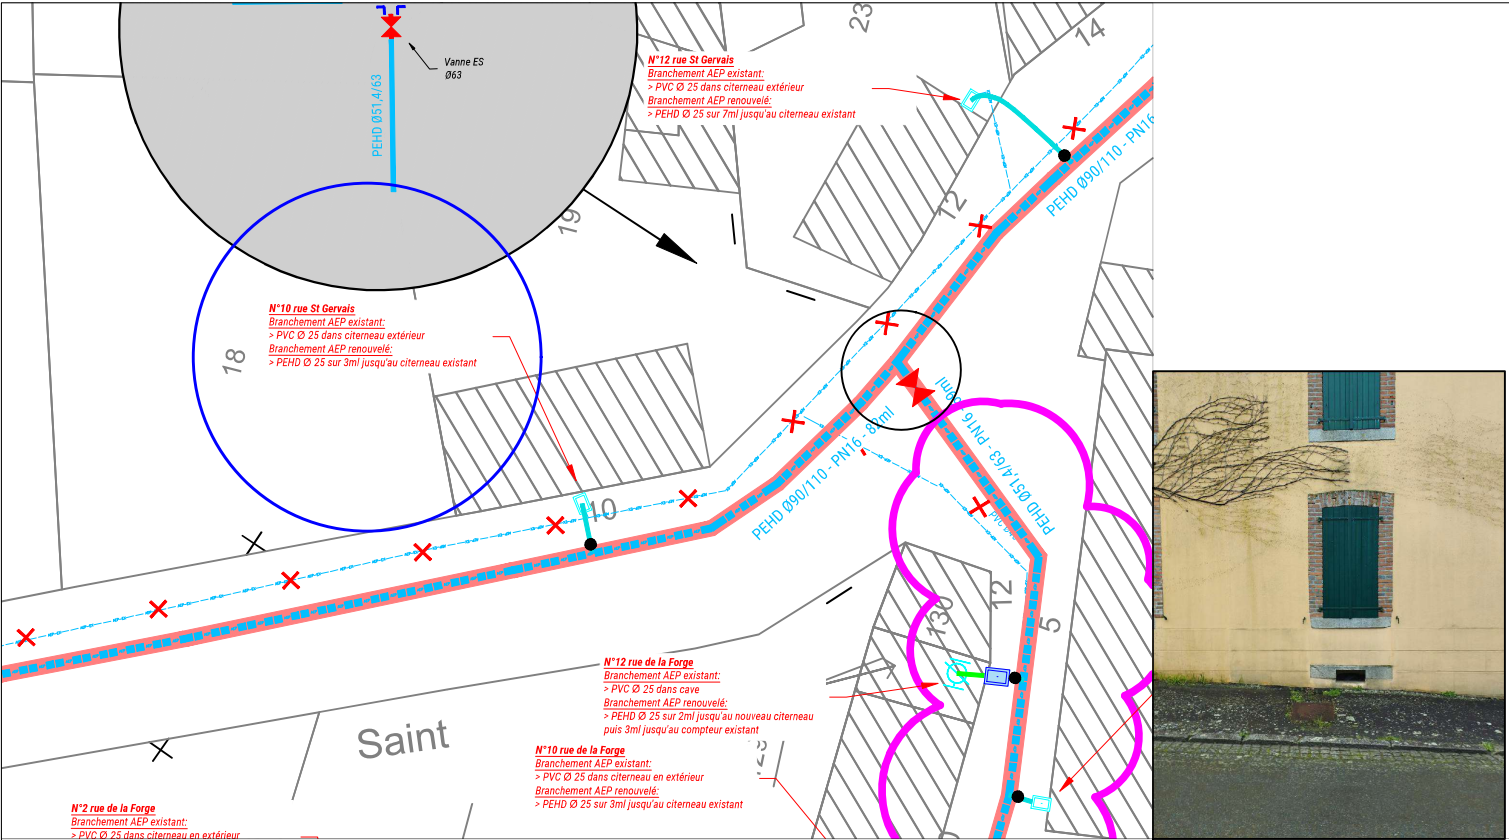 23
14
Vanne ES
Ø63
PEHD Ø51,4/63
N°12 rue St Gervais
Branchement AEP existant:
> PVC Ø 25 dans citerneau extérieur
Branchement AEP renouvelé:
> PEHD Ø 25 sur 7ml jusqu'au citerneau existant
PEHD Ø90/110 - PN16
12
19
N°10 rue St Gervais
Branchement AEP existant:
> PVC Ø 25 dans citerneau extérieur
Branchement AEP renouvelé:
> PEHD Ø 25 sur 3ml jusqu'au citerneau existant
18
10
PEHD Ø90/110 - PN16 - 82ml
PEHD Ø51,4/63 - PN16
12
130
5
N°12 rue de la Forge
Branchement AEP existant:
> PVC Ø 25 dans cave
Branchement AEP renouvelé:
> PEHD Ø 25 sur 2ml jusqu'au nouveau citerneau
puis 3ml jusqu'au compteur existant
Saint
N°10 rue de la Forge
Branchement AEP existant:
> PVC Ø 25 dans citerneau en extérieur
Branchement AEP renouvelé:
> PEHD Ø 25 sur 3ml jusqu'au citerneau existant
N°2 rue de la Forge
Branchement AEP existant:
> PVC Ø 25 dans citerneau en extérieur